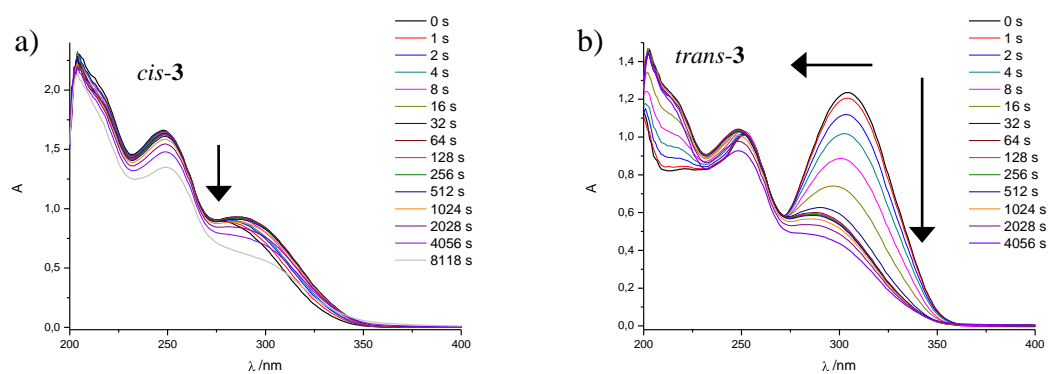 a)
cis-3
2,0
1,5
1,0
0,5
0,0
A
200
250
300
350
400
λ /nm
0 s
1 s
2 s
4 s
8 s
16 s
32 s
64 s
128 s
256 s
512 s
1024 s
2028 s
4056 s
8118 s
b)
trans-3
1,4
1,2
1,0
0,8
0,6
0,4
0,2
0,0
A
200
250
300
350
400
λ /nm
0 s
1 s
2 s
4 s
8 s
16 s
32 s
64 s
128 s
256 s
512 s
1024 s
2028 s
4056 s